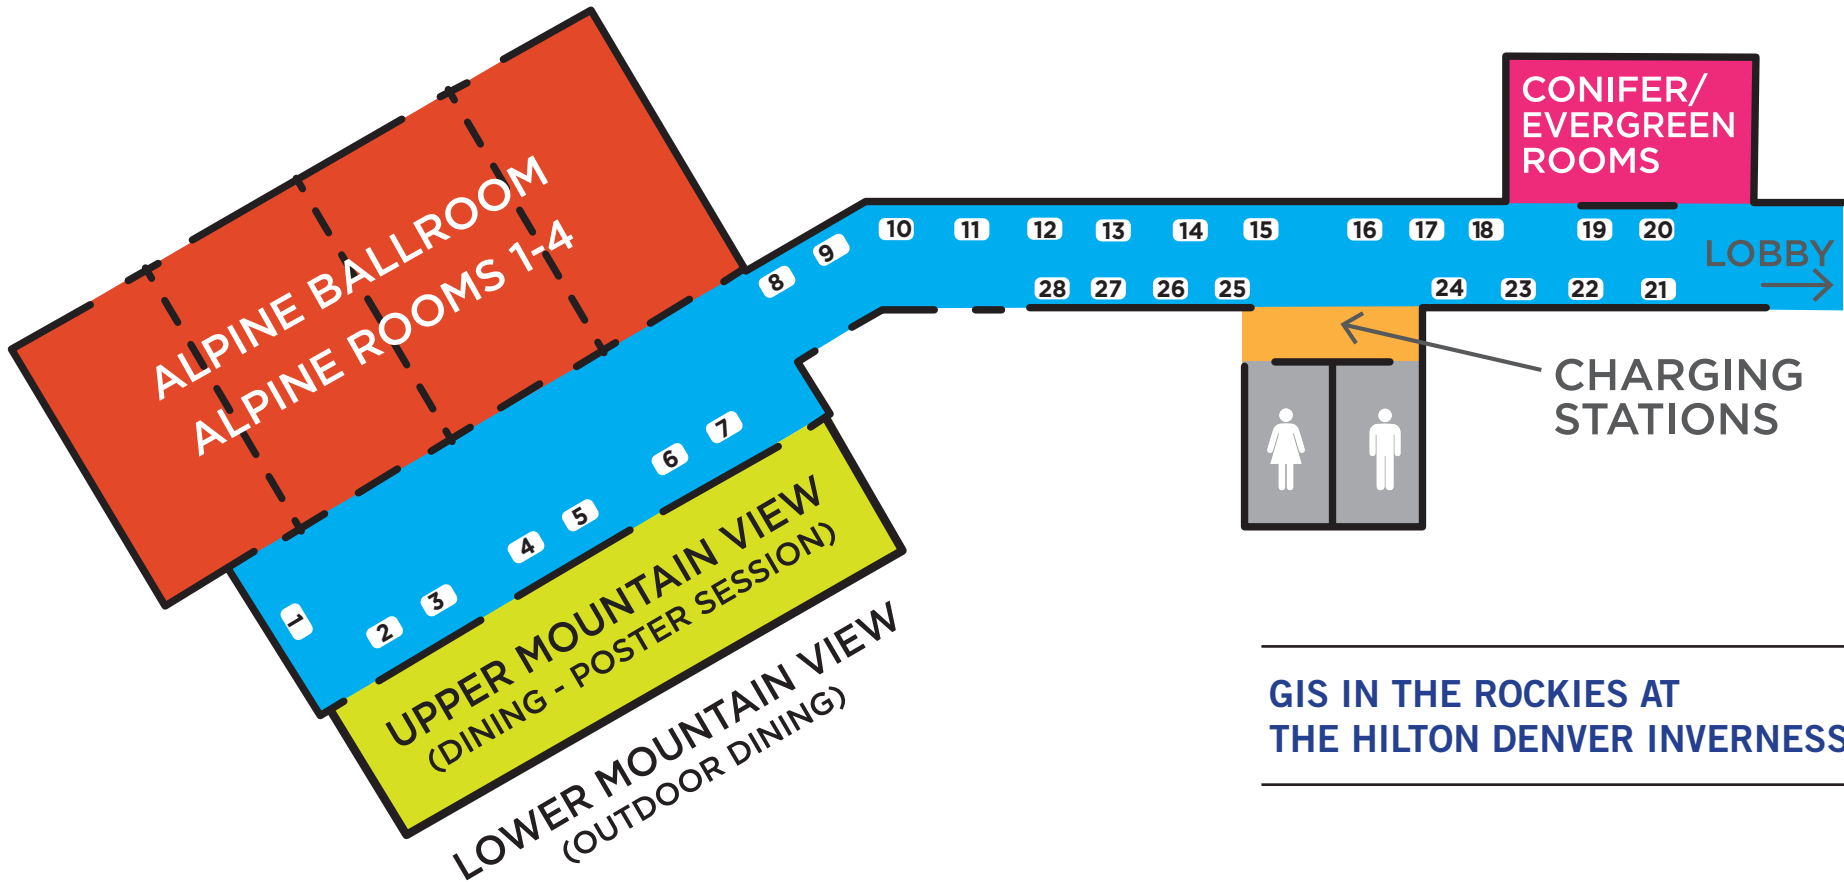 ALPINE BALLROOM
ALPINE ROOMS 1-4
CONIFER/
EVERGREEN
ROOMS
10 11 12 13 14 15 16 17 18 19 20
LOBBY
28 27 26 25 24 23 22 21
8 9
1 2 3 4 5 6 7
CHARGING
STATIONS
UPPER MOUNTAIN VIEW
(DINING - POSTER SESSION)
LOWER MOUNTAIN VIEW
(OUTDOOR DINING)
GIS IN THE ROCKIES AT
THE HILTON DENVER INVERNESS